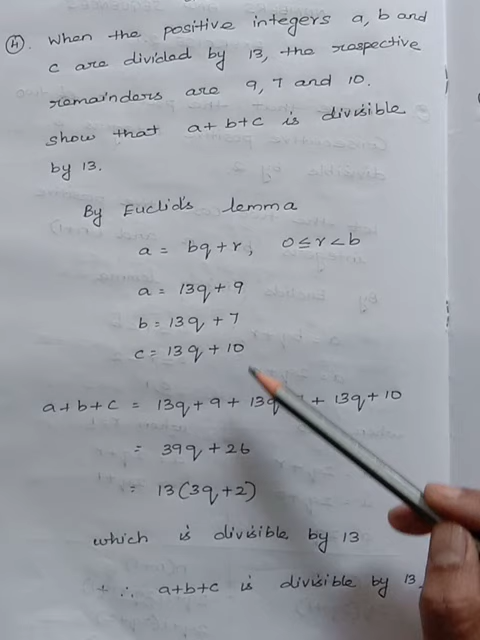 ④. When the positive integers a, b and
c are divided by 13, the respective
remainders are 9, 7 and 10.
show that a+b+c is divisible
by 13.
By Euclid's lemma
a = bq+r, 0≤r<b
a = 13q+9
b = 13q+7
c = 13q+10
a+b+c = 13q+9+13q + 13q+10
= 39q+26
= 13(3q+2)
which is divisible by 13
∴ a+b+c is divisible by 13.